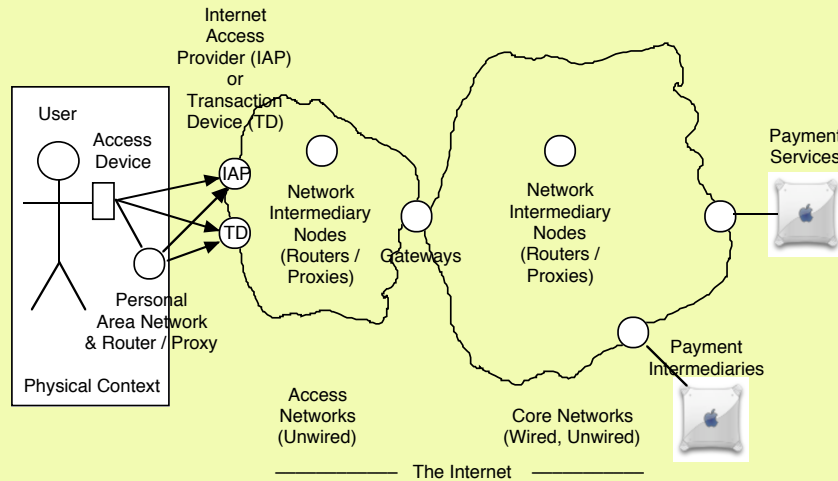 Internet
Access
Provider (IAP)
or
Transaction
Device (TD)
User
Access
Device
IAP
TD
Personal
Area Network
& Router / Proxy
Physical Context
Network
Intermediary
Nodes
(Routers /
Proxies)
Gateways
Network
Intermediary
Nodes
(Routers /
Proxies)
Payment
Services
Payment
Intermediaries
Access
Networks
(Unwired)
Core Networks
(Wired, Unwired)
The Internet